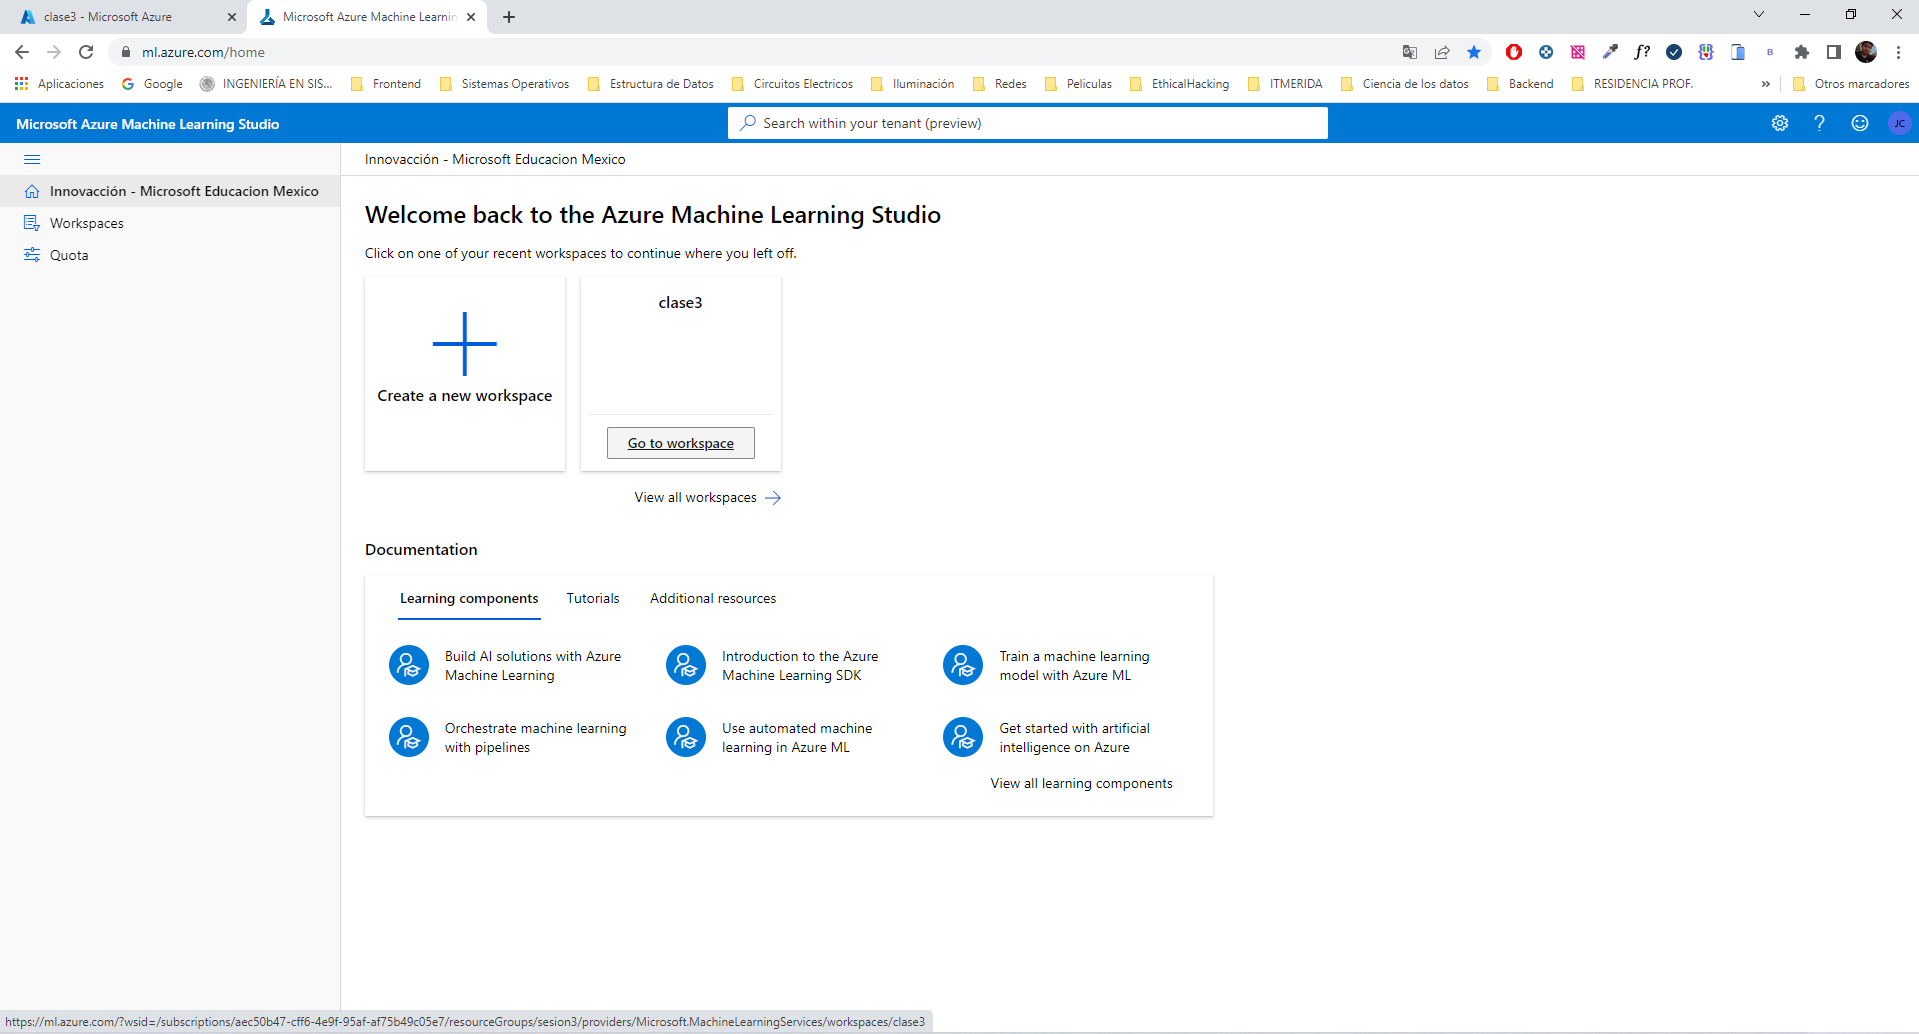 clase3 - Microsoft Azure
Microsoft Azure Machine Learnin
ml.azure.com/home
Aplicaciones
Google
INGENIERÍA EN SIS...
Frontend
Sistemas Operativos
Estructura de Datos
Circuitos Electricos
Iluminación
Redes
Peliculas
EthicalHacking
ITMERIDA
Ciencia de los datos
Backend
RESIDENCIA PROF.
»
Otros marcadores
Microsoft Azure Machine Learning Studio
Search within your tenant (preview)
JC
Innovacción - Microsoft Educacion Mexico
Workspaces
Quota
Innovacción - Microsoft Educacion Mexico
Welcome back to the Azure Machine Learning Studio
Click on one of your recent workspaces to continue where you left off.
Create a new workspace
clase3
Go to workspace
View all workspaces
Documentation
Learning components
Tutorials
Additional resources
Build AI solutions with Azure
Machine Learning
Introduction to the Azure
Machine Learning SDK
Train a machine learning
model with Azure ML
Orchestrate machine learning
with pipelines
Use automated machine
learning in Azure ML
Get started with artificial
intelligence on Azure
View all learning components
https://ml.azure.com/?wsid=/subscriptions/aec50b47-cff6-4e9f-95af-af75b49c05e7/resourceGroups/sesion3/providers/Microsoft.MachineLearningServices/workspaces/clase3